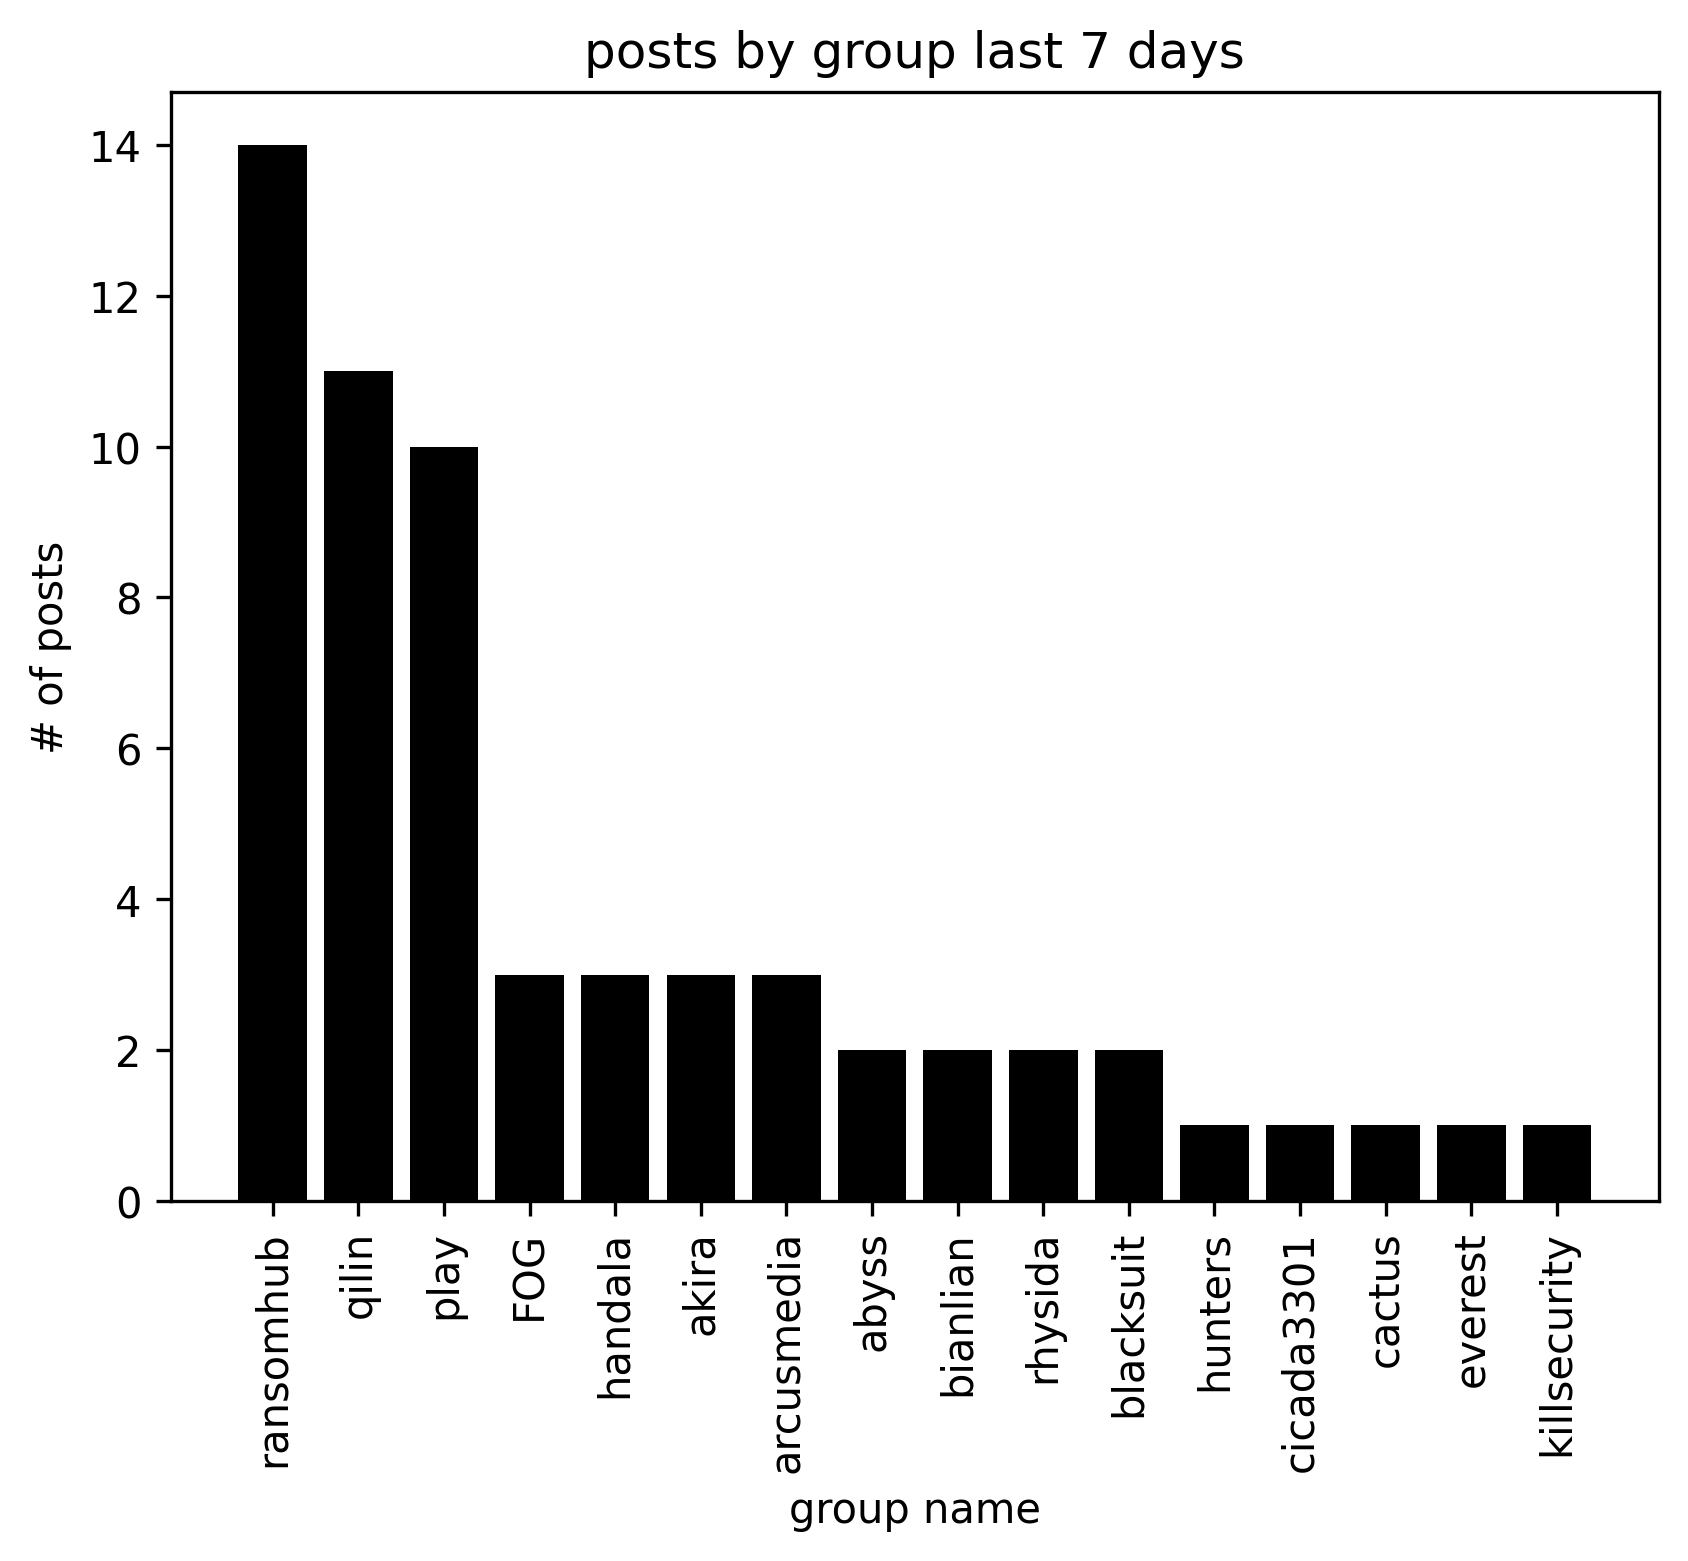 posts by group last 7 days
# of posts
14
12
10
8
6
4
2
0
ransomhub
qilin
play
FOG
handala
akira
arcusmedia
abyss
bianlian
rhysida
blacksuit
hunters
cicada3301
cactus
everest
killsecurity
group name